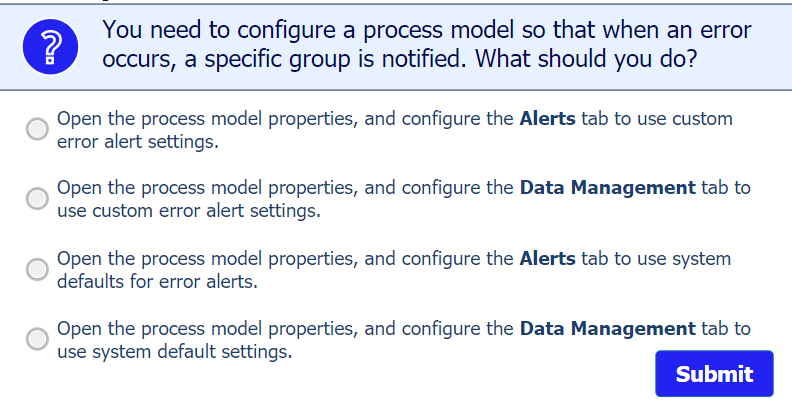 You need to configure a process model so that when an error
occurs, a specific group is notified. What should you do?
Open the process model properties, and configure the Alerts tab to use custom
error alert settings.
Open the process model properties, and configure the Data Management tab to
use custom error alert settings.
Open the process model properties, and configure the Alerts tab to use system
defaults for error alerts.
Open the process model properties, and configure the Data Management tab to
use system default settings.
Submit